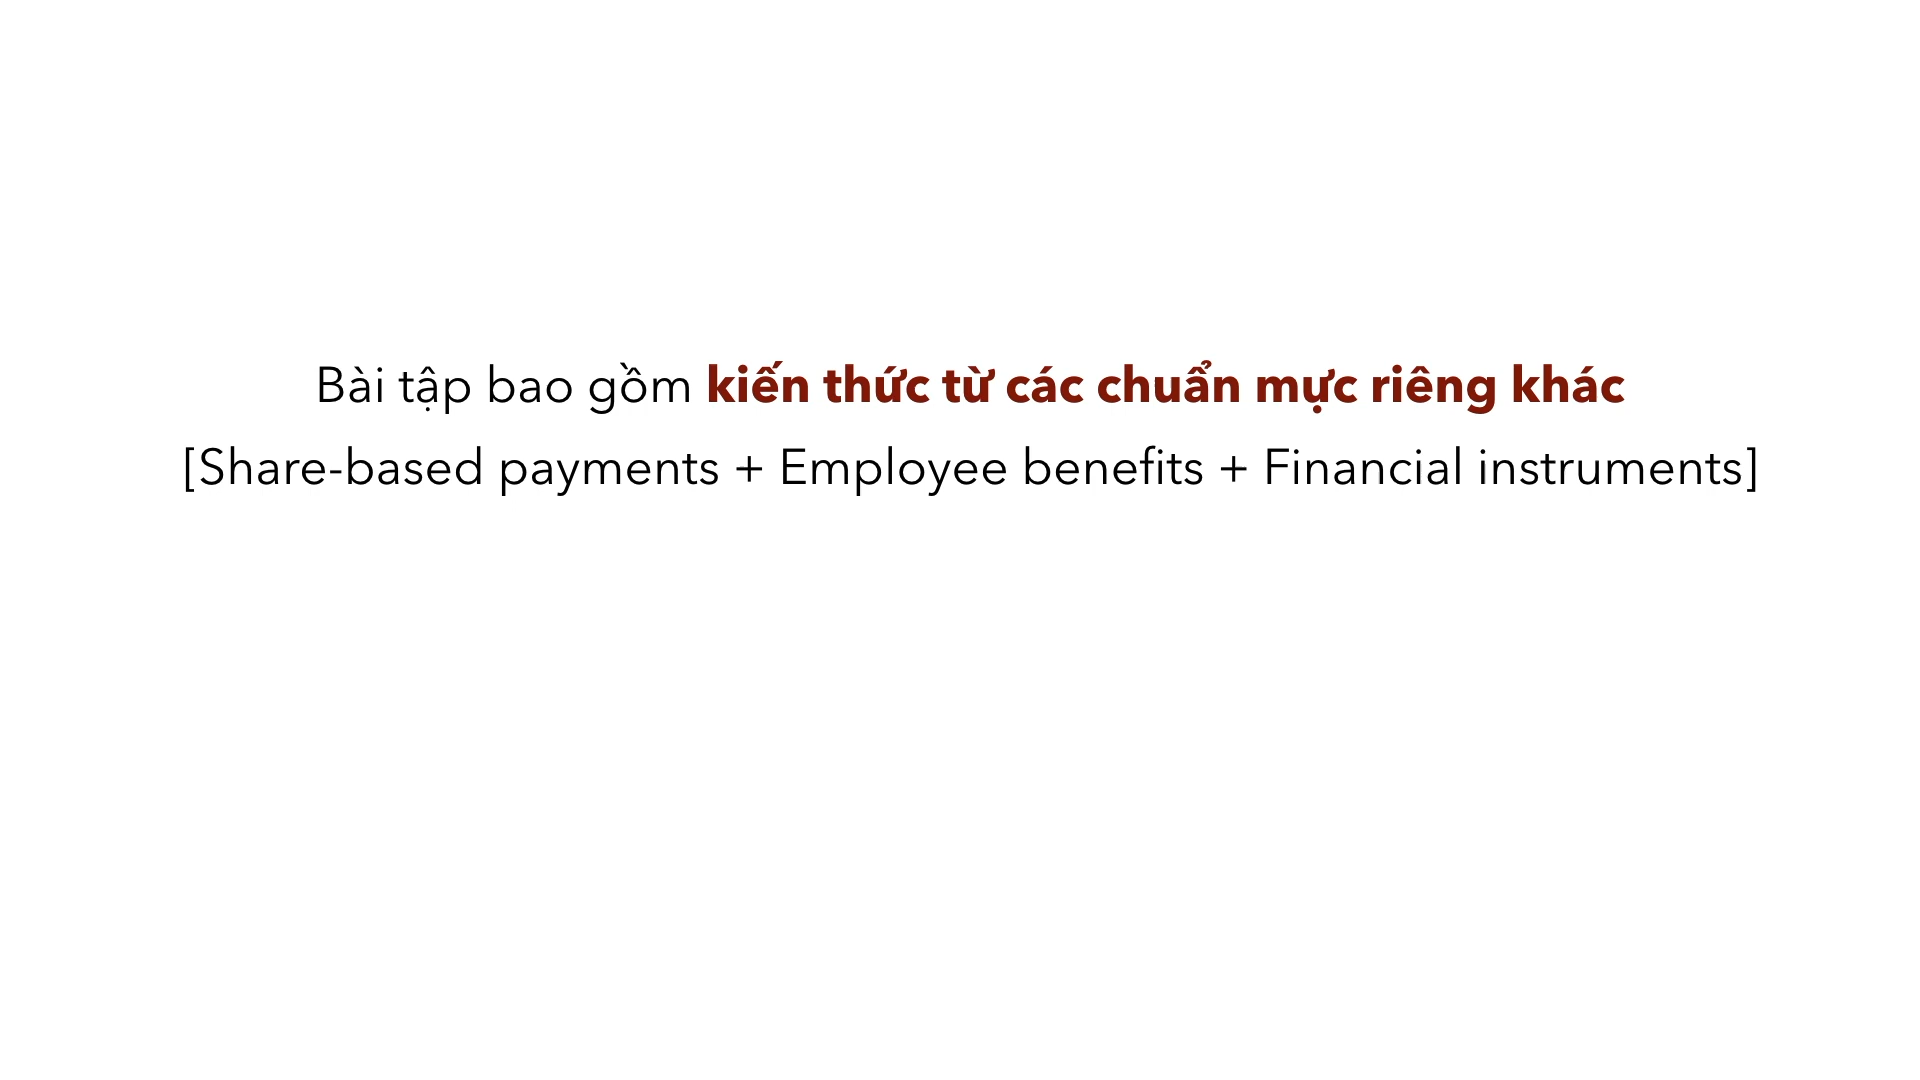 Bài tập bao gồm kiến thức từ các chuẩn mực riêng khác
[Share-based payments + Employee benefits + Financial instruments]